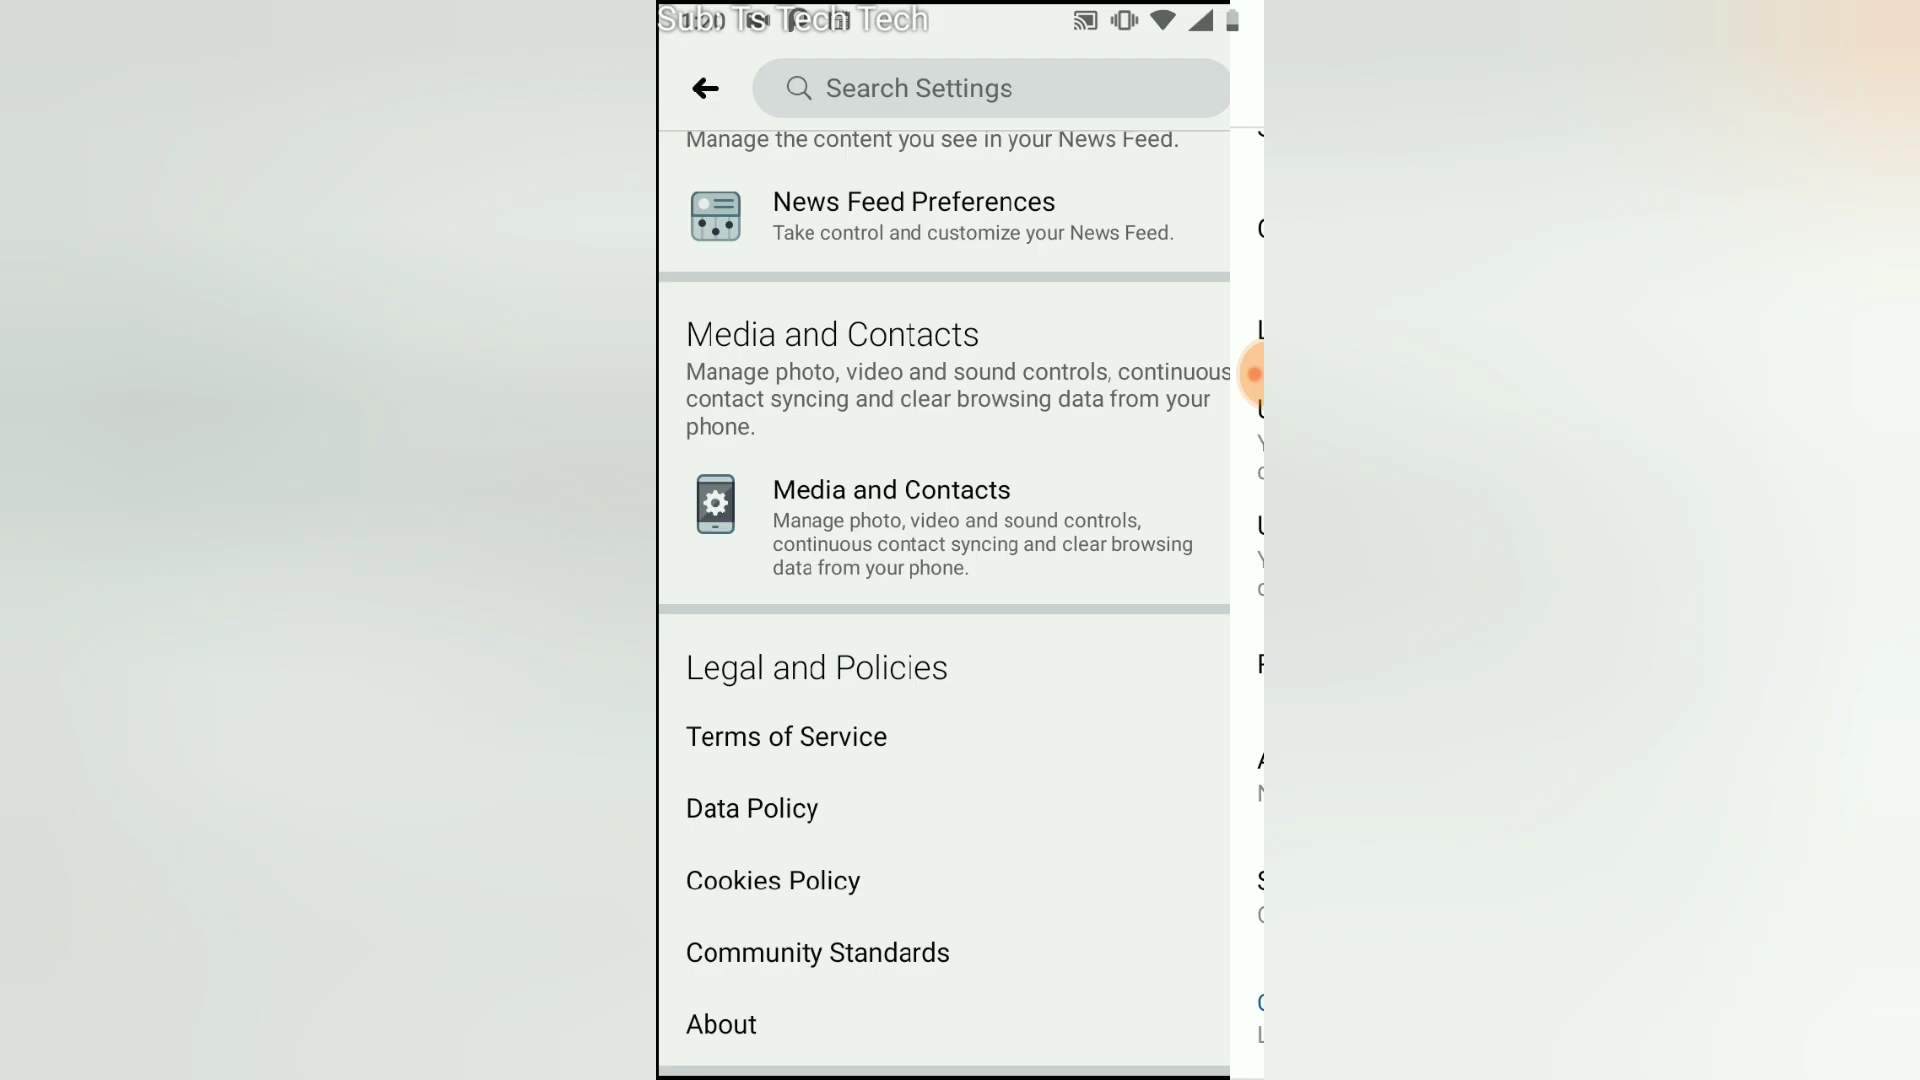 Sub: Ts Tech Tech
Search Settings
Manage the content you see in your News Feed.
News Feed Preferences
Take control and customize your News Feed.
Media and Contacts
Manage photo, video and sound controls, continuous
contact syncing and clear browsing data from your
phone.
Media and Contacts
Manage photo, video and sound controls,
continuous contact syncing and clear browsing
data from your phone.
Legal and Policies
Terms of Service
Data Policy
Cookies Policy
Community Standards
About